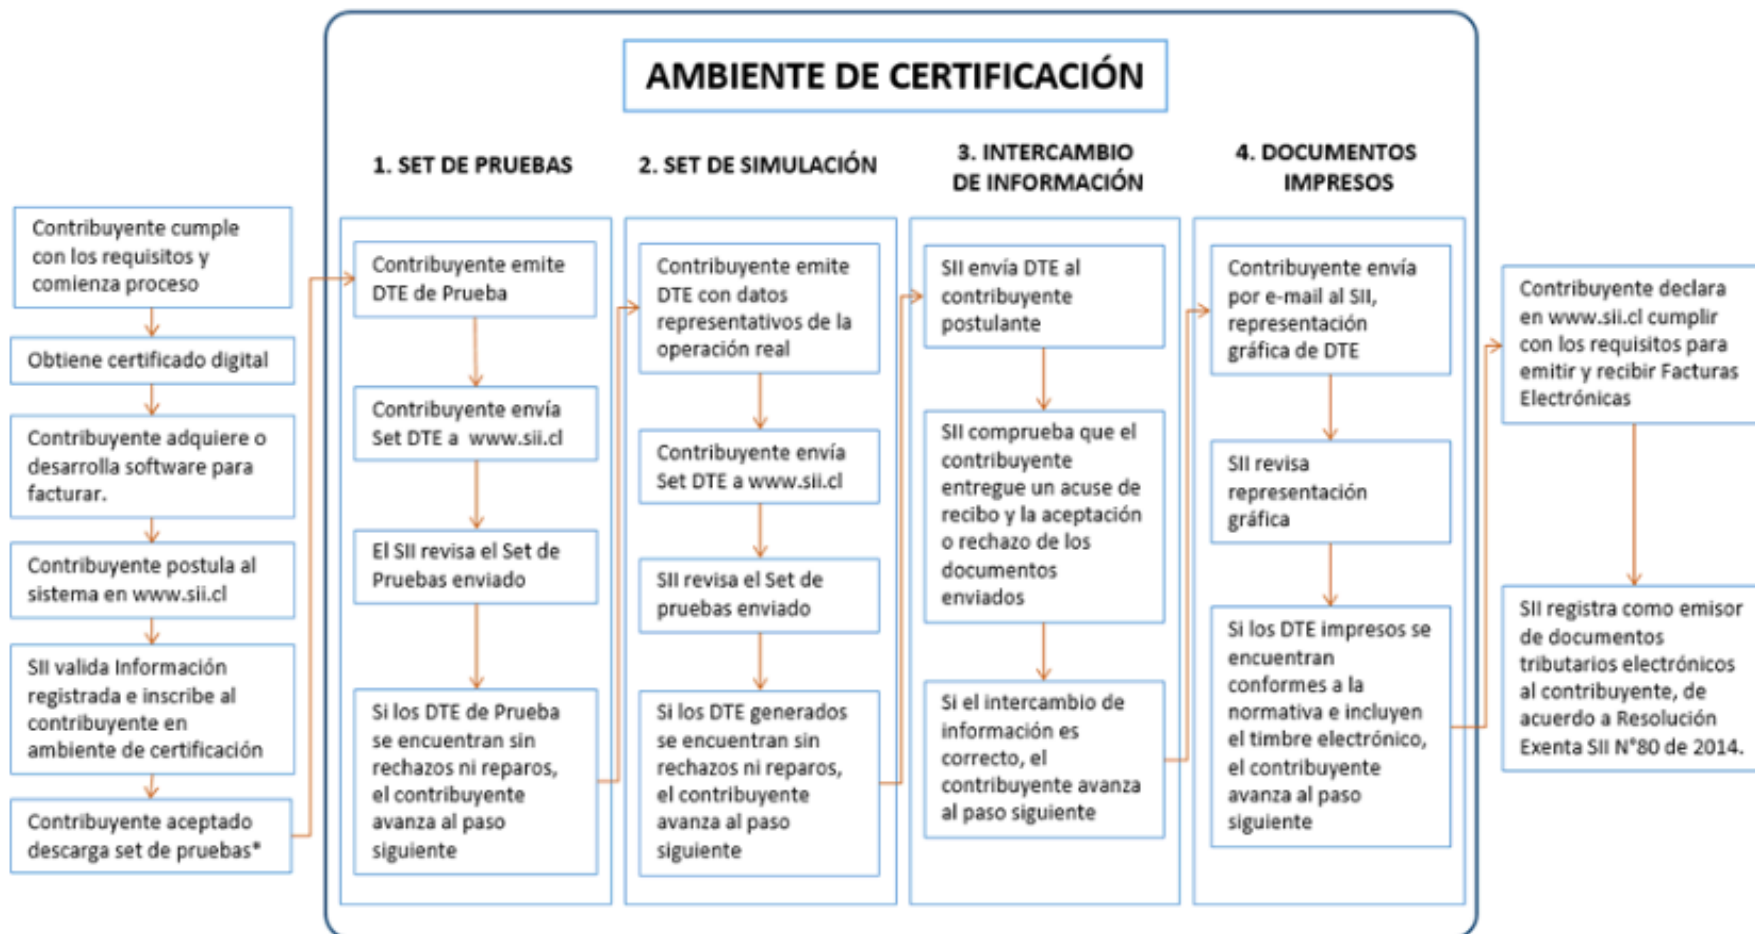 AMBIENTE DE CERTIFICACIÓN
Contribuyente cumple
con los requisitos y
comienza proceso
Obtiene certificado digital
Contribuyente adquiere o
desarrolla software para
facturar.
Contribuyente postula al
sistema en www.sii.cl
SII valida Información
registrada e inscribe al
contribuyente en
ambiente de certificación
Contribuyente aceptado
descarga set de pruebas*
1. SET DE PRUEBAS
Contribuyente emite
DTE de Prueba
Contribuyente envía
Set DTE a www.sii.cl
El SII revisa el Set de
Pruebas enviado
Si los DTE de Prueba
se encuentran sin
rechazos ni reparos,
el contribuyente
avanza al paso
siguiente
2. SET DE SIMULACIÓN
Contribuyente emite
DTE con datos
representativos de la
operación real
Contribuyente envía
Set DTE a www.sii.cl
SII revisa el Set de
pruebas enviado
Si los DTE generados
se encuentran sin
rechazos ni reparos,
el contribuyente
avanza al paso
siguiente
3. INTERCAMBIO
DE INFORMACIÓN
SII envía DTE al
contribuyente
postulante
SII comprueba que el
contribuyente
entregue un acuse de
recibo y la aceptación
o rechazo de los
documentos
enviados
Si el intercambio de
información es
correcto, el
contribuyente avanza
al paso siguiente
4. DOCUMENTOS
IMPRESOS
Contribuyente envía
por e-mail al SII,
representación
gráfica de DTE
SII revisa
representación
gráfica
Si los DTE impresos se
encuentran
conformes a la
normativa e incluyen
el timbre electrónico,
el contribuyente
avanza al paso
siguiente
Contribuyente declara
en www.sii.cl cumplir
con los requisitos para
emitir y recibir Facturas
Electrónicas
SII registra como emisor
de documentos
tributarios electrónicos
al contribuyente, de
acuerdo a Resolución
Exenta SII N°80 de 2014.